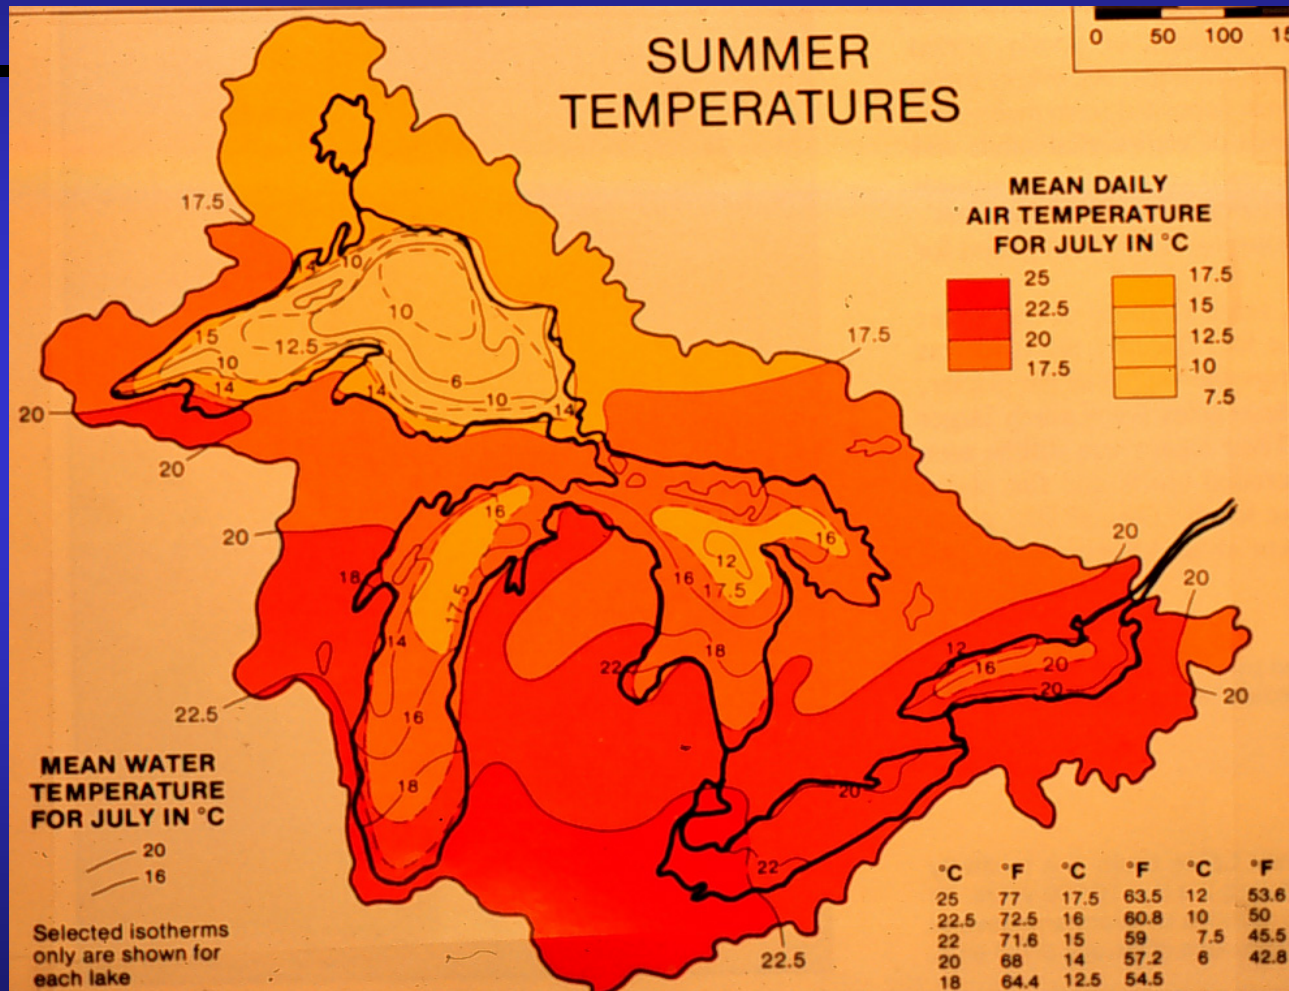 SUMMER
TEMPERATURES
0 50 100
MEAN DAILY
AIR TEMPERATURE
FOR JULY IN °C
25
22.5
20
17.5
17.5
15
12.5
10
7.5
17.5
14 10
10
15
12.5
10
14
6
14
10
14
17.5
20
20
20
16
18
17.5
14
16
18
22.5
16
12
16
17.5
18
22
20
20
12
16
20
20
20
20
22
22.5
MEAN WATER
TEMPERATURE
FOR JULY IN °C
20
16
Selected isotherms
only are shown for
each lake
°C °F °C °F °C °F
25 77 17.5 63.5 12 53.6
22.5 72.5 16 60.8 10 50
22 71.6 15 59 7.5 45.5
20 68 14 57.2 6 42.8
18 64.4 12.5 54.5